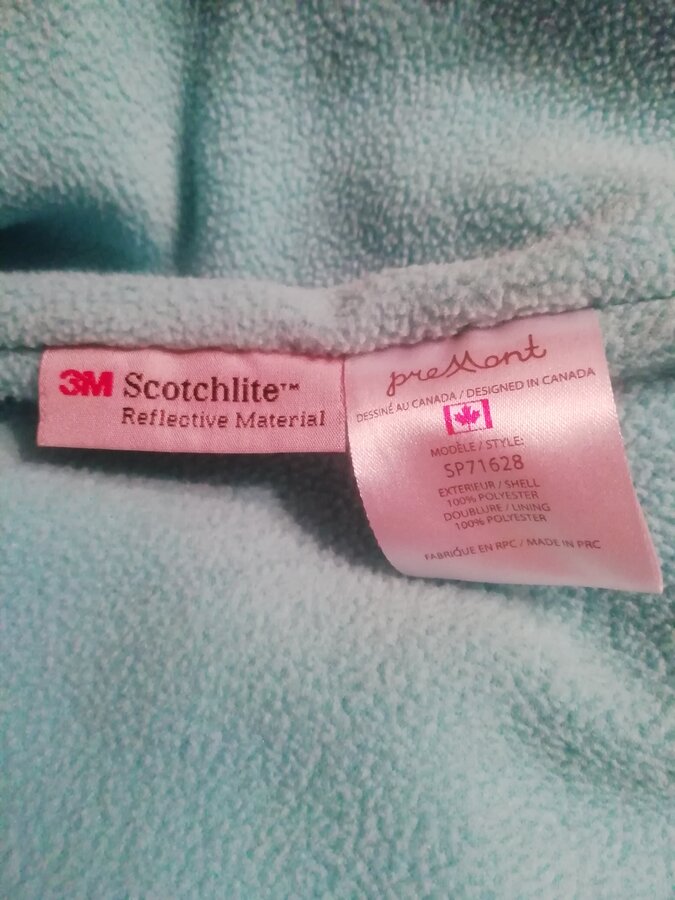 3M Scotchlite™
Reflective Material
preMont
DESSINÉ AU CANADA / DESIGNED IN CANADA
MODÈLE / STYLE:
SP71628
EXTERIEUR / SHELL
100% POLYESTER
DOUBLURE / LINING
100% POLYESTER
FABRIQUE EN RPC / MADE IN PRC